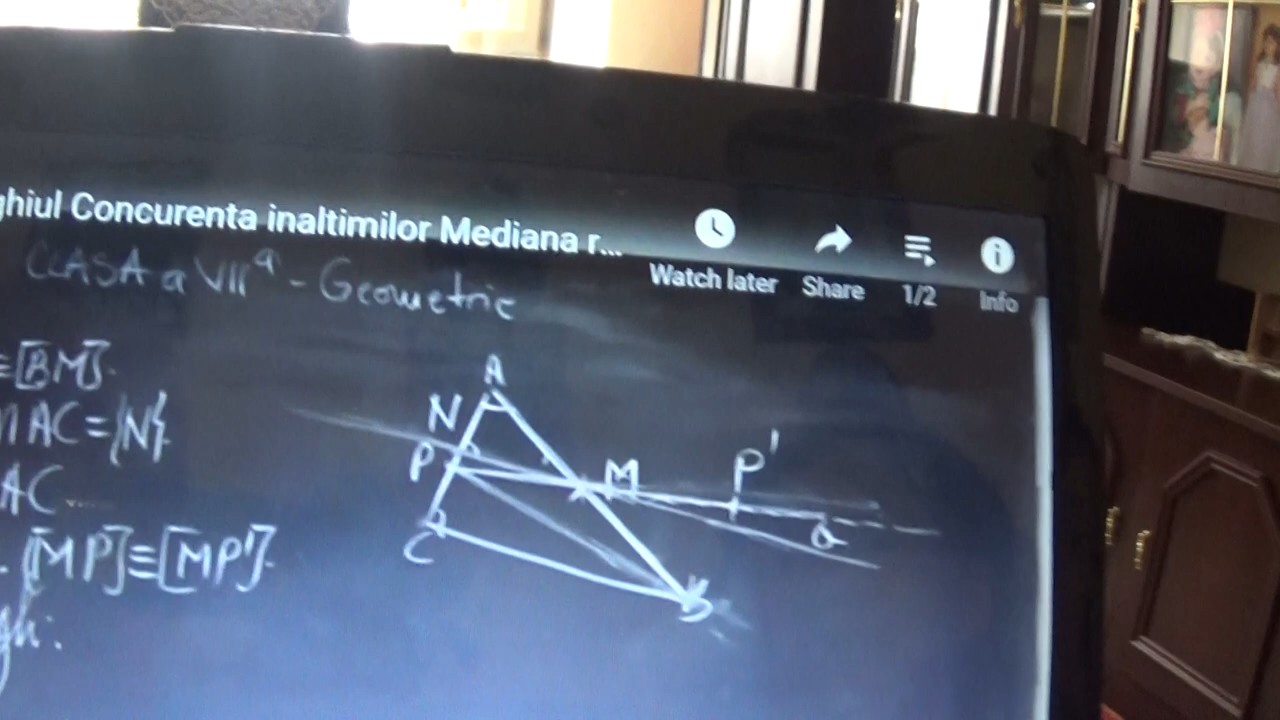 ghiul Concurenta inaltimilor Mediana r...
Watch later
Share
1/2
Info
CLASA a VII a - Geometrie
≡[BM].
AC={N}.
AC
[MP]≡[MP'].
A
N
P
M
P'
C
B